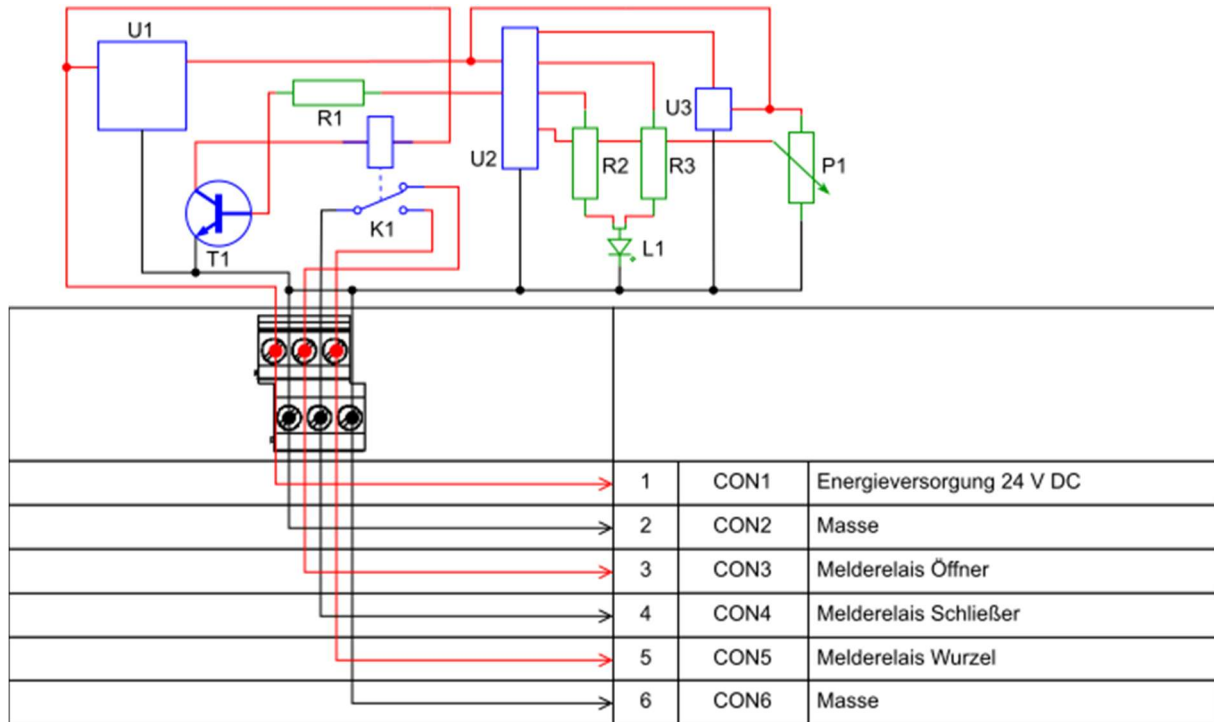 U1
R1
U2
U3
R2
R3
P1
K1
T1
L1
1 CON1 Energieversorgung 24 V DC
2 CON2 Masse
3 CON3 Melderelais Öffner
4 CON4 Melderelais Schließer
5 CON5 Melderelais Wurzel
6 CON6 Masse